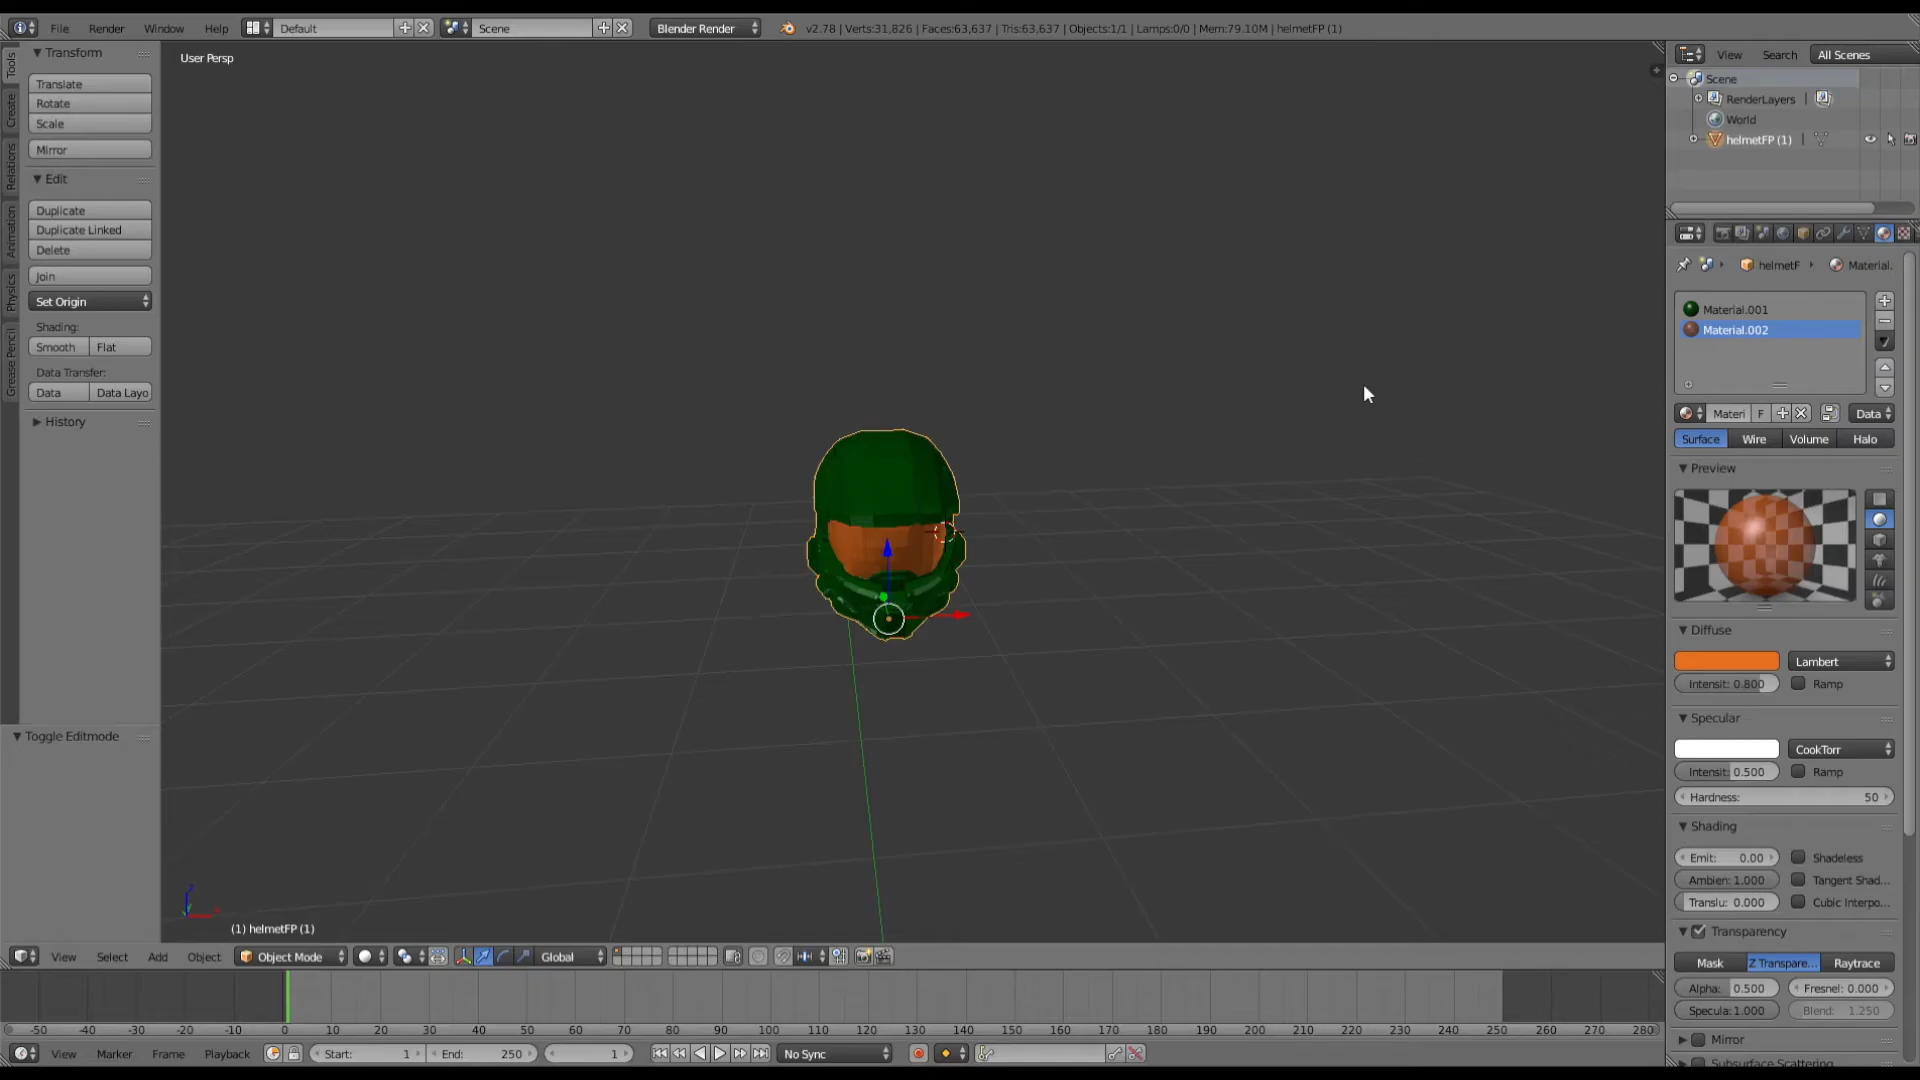 File Render Window Help Default Scene Blender Render v2.78 | Verts:31,826 | Faces:63,637 | Tris:63,637 | Objects:1/1 | Lamps:0/0 | Mem:79.10M | helmetFP (1)
Tools
Create
Relations
Animation
Physics
Grease Pencil
Transform
Translate
Rotate
Scale
Mirror
Edit
Duplicate
Duplicate Linked
Delete
Join
Set Origin
Shading:
Smooth Flat
Data Transfer:
Data Data Layo
History
Toggle Editmode
User Persp
(1) helmetFP (1)
View Search All Scenes
Scene
RenderLayers |
World
helmetFP (1) |
helmetF Material.
Material.001
Material.002
Materi F Data
Surface Wire Volume Halo
Preview
Diffuse
Lambert
Intensit: 0.800 Ramp
Specular
CookTorr
Intensit: 0.500 Ramp
Hardness: 50
Shading
Emit: 0.00 Shadeless
Ambien: 1.000 Tangent Shad...
Translu: 0.000 Cubic Interpo...
Transparency
Mask Z Transpare... Raytrace
Alpha: 0.500 Fresnel: 0.000
Specula: 1.000 Blend: 1.250
Mirror
Subsurface Scattering
View Select Add Object Object Mode Global
-50 -40 -30 -20 -10 0 10 20 30 40 50 60 70 80 90 100 110 120 130 140 150 160 170 180 190 200 210 220 230 240 250 260 270 280
View Marker Frame Playback Start: 1 End: 250 1 No Sync